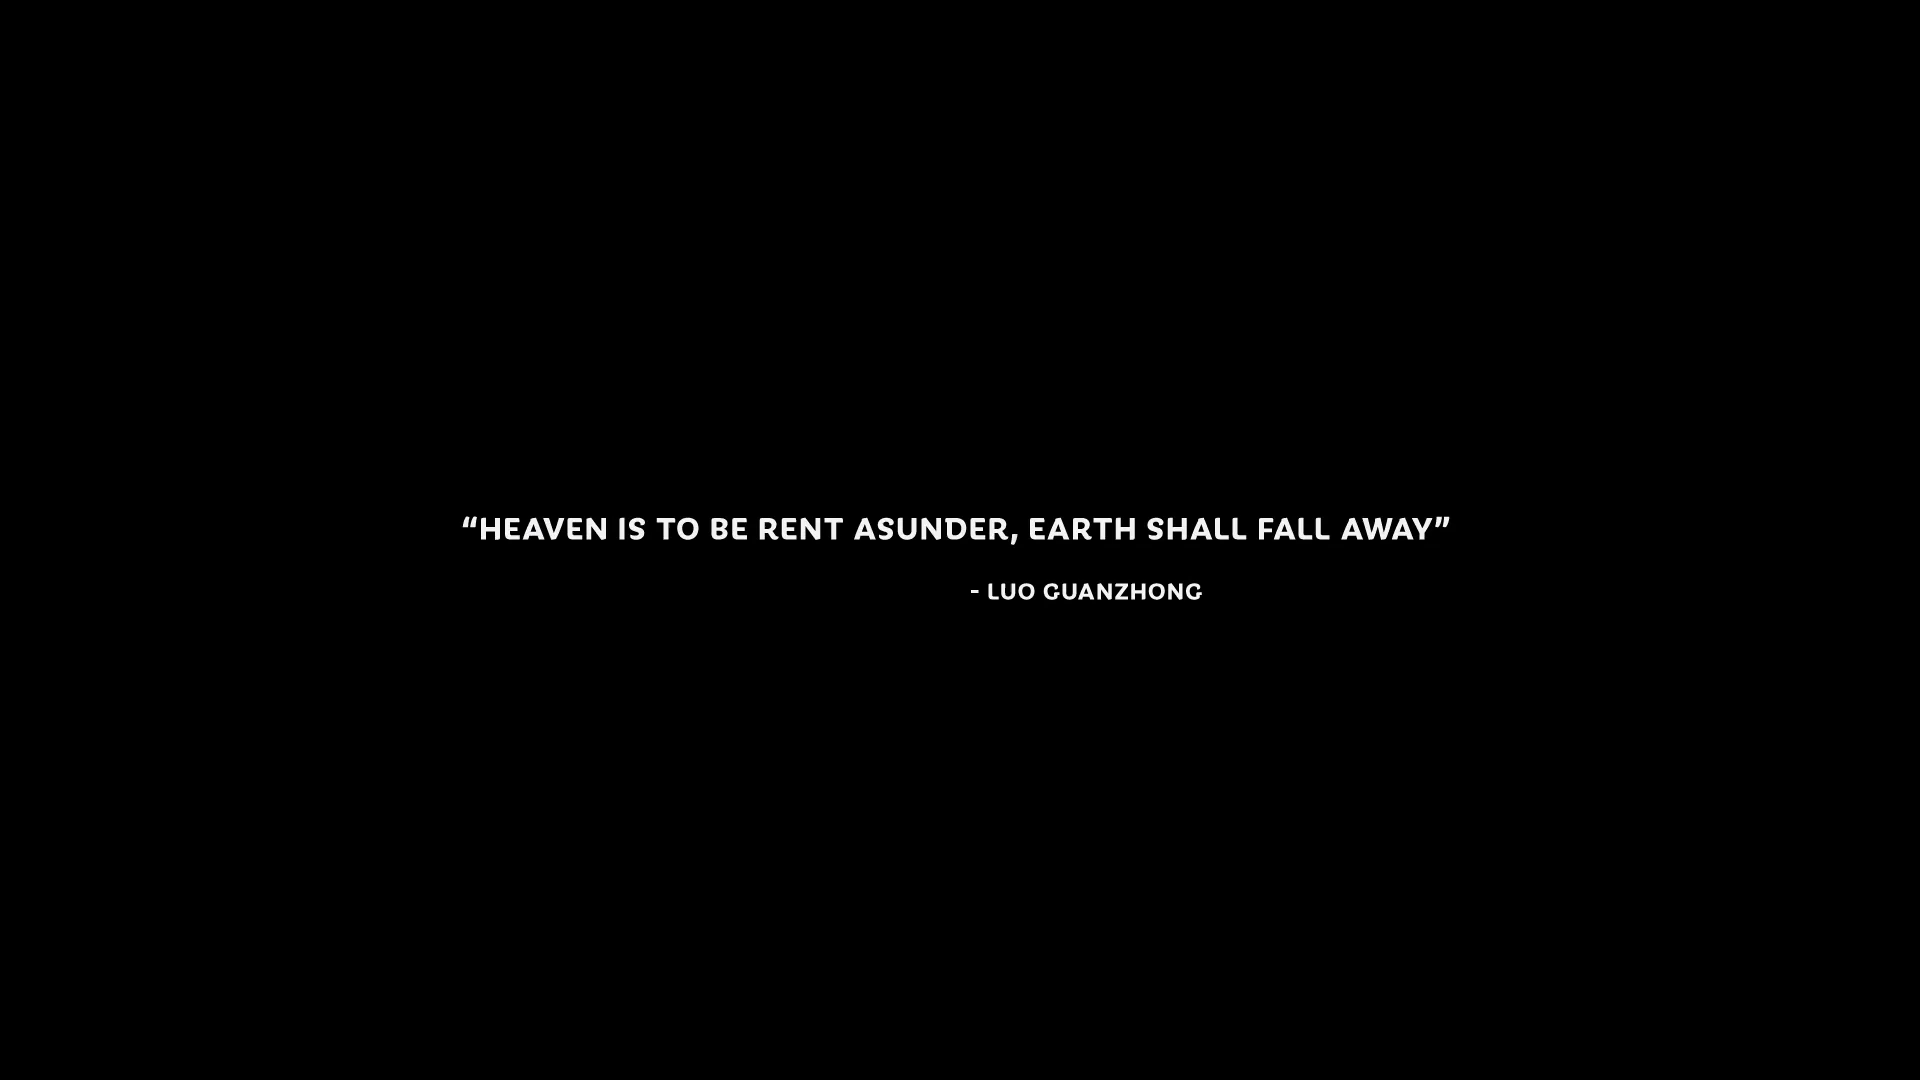 “HEAVEN IS TO BE RENT ASUNDER, EARTH SHALL FALL AWAY”
- LUO GUANZHONG